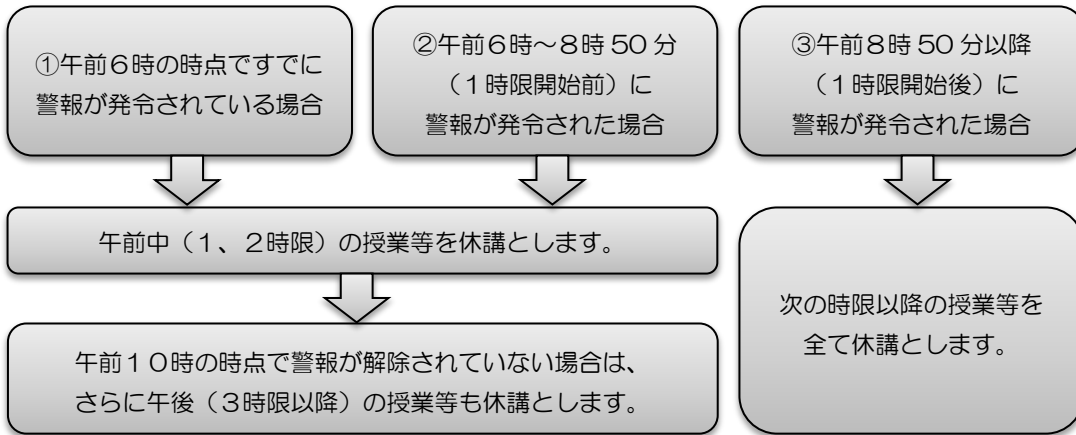 ①午前６時の時点ですでに
警報が発令されている場合
②午前６時～８時 50 分
（１時限開始前）に
警報が発令された場合
③午前８時 50 分以降
（１時限開始後）に
警報が発令された場合
午前中（１、２時限）の授業等を休講とします。
午前１０時の時点で警報が解除されていない場合は、
さらに午後（３時限以降）の授業等も休講とします。
次の時限以降の授業等を
全て休講とします。